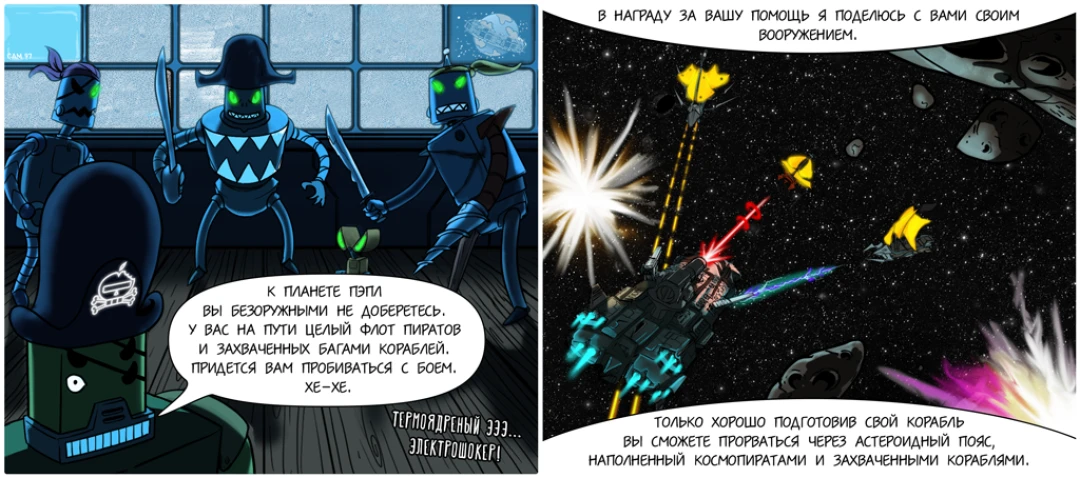 К ПЛАНЕТЕ ПЭПЛ
ВЫ БЕЗОРУЖНЫМИ НЕ ДОБЕРЕТЕСЬ.
У ВАС НА ПУТИ ЦЕЛЫЙ ФЛОТ ПИРАТОВ
И ЗАХВАЧЕННЫХ БАГАМИ КОРАБЛЕЙ.
ПРИДЕТСЯ ВАМ ПРОБИВАТЬСЯ С БОЕМ.
ХЕ-ХЕ.
ТЕРМОЯДРЕНЫЙ ЭЭЭ...
ЭЛЕКТРОШОКЕР!
В НАГРАДУ ЗА ВАШУ ПОМОЩЬ Я ПОДЕЛЮСЬ С ВАМИ СВОИМ
ВООРУЖЕНИЕМ.
ТОЛЬКО ХОРОШО ПОДГОТОВИВ СВОЙ КОРАБЛЬ
ВЫ СМОЖЕТЕ ПРОРВАТЬСЯ ЧЕРЕЗ АСТЕРОИДНЫЙ ПОЯС,
НАПОЛНЕННЫЙ КОСМОПИРАТАМИ И ЗАХВАЧЕННЫМИ КОРАБЛЯМИ.